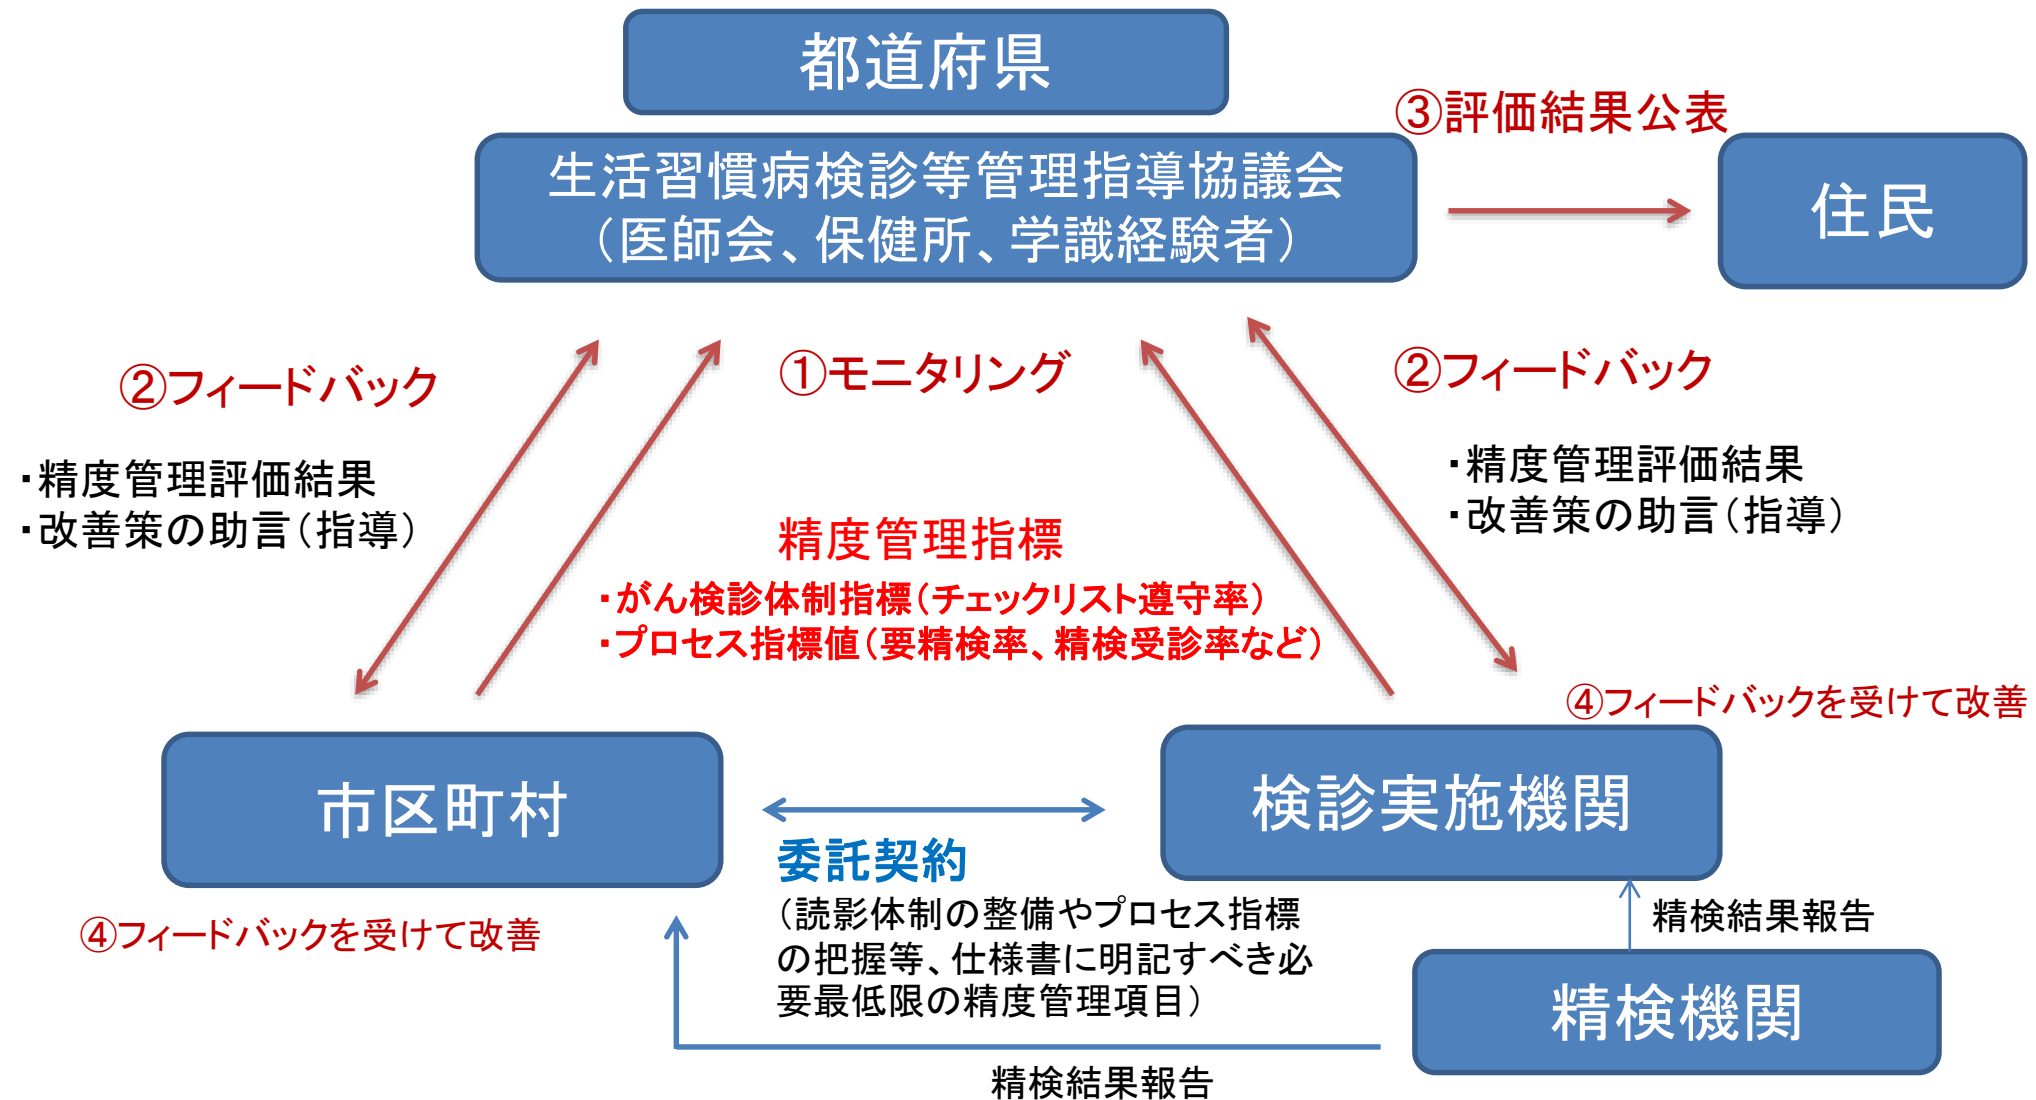 都道府県
③評価結果公表
生活習慣病検診等管理指導協議会
（医師会、保健所、学識経験者）
住民
②フィードバック
①モニタリング
②フィードバック
・精度管理評価結果
・改善策の助言（指導）
・精度管理評価結果
・改善策の助言（指導）
精度管理指標
・がん検診体制指標（チェックリスト遵守率）
・プロセス指標値（要精検率、精検受診率など）
④フィードバックを受けて改善
市区町村
検診実施機関
委託契約
（読影体制の整備やプロセス指標
の把握等、仕様書に明記すべき必
要最低限の精度管理項目）
④フィードバックを受けて改善
精検結果報告
精検機関
精検結果報告